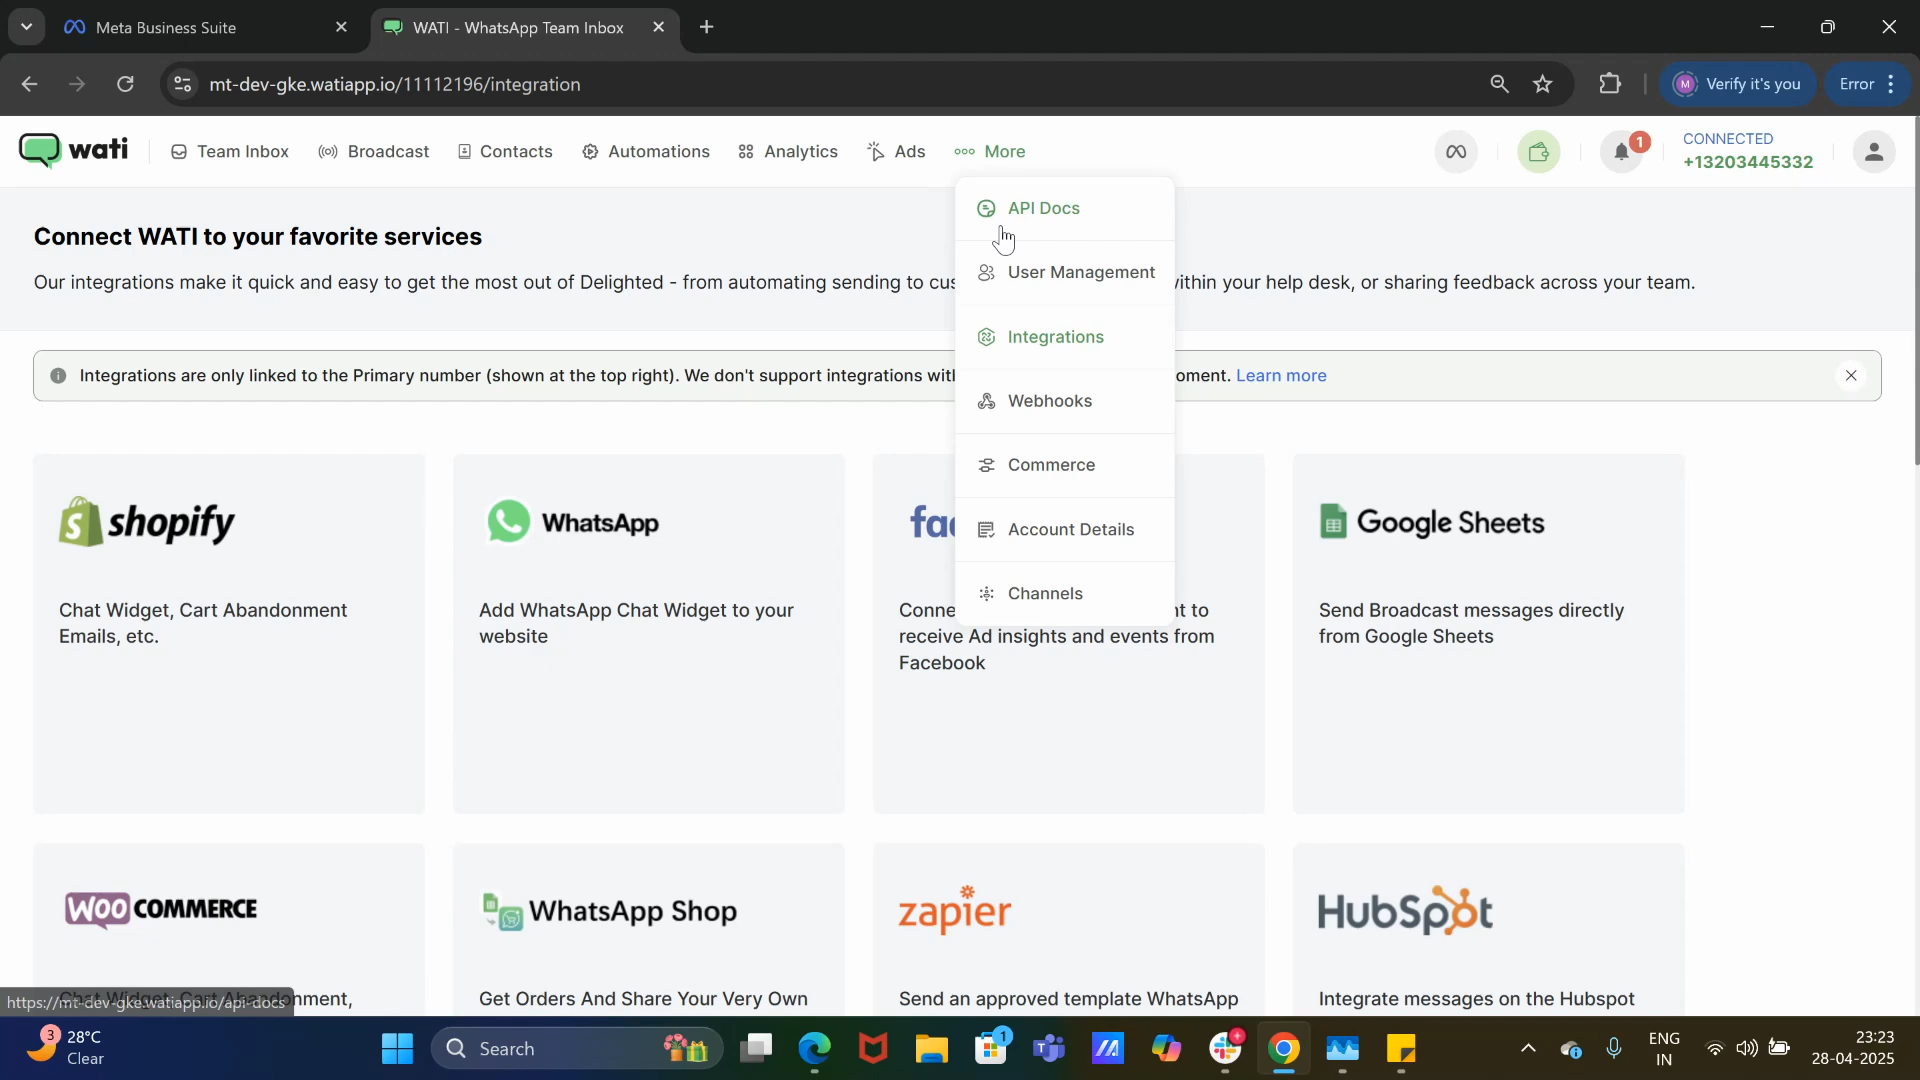 Meta Business Suite
WATI - WhatsApp Team Inbox
mt-dev-gke.watiapp.io/11112196/integration
M
Verify it's you
Error
wati
Team Inbox
Broadcast
Contacts
Automations
Analytics
Ads
More
1
CONNECTED
+13203445332
API Docs
User Management
Integrations
Webhooks
Commerce
Account Details
Channels
Connect WATI to your favorite services
Our integrations make it quick and easy to get the most out of Delighted - from automating sending to within your help desk, or sharing feedback across your team.
Integrations are only linked to the Primary number (shown at the top right). We don't support integrations Learn more
shopify
Chat Widget, Cart Abandonment
Emails, etc.
WhatsApp
Add WhatsApp Chat Widget to your
website
to
receive Ad insights and events from
Facebook
Google Sheets
Send Broadcast messages directly
from Google Sheets
WOO COMMERCE
WhatsApp Shop
Get Orders And Share Your Very Own
zapier
Send an approved template WhatsApp
HubSpot
Integrate messages on the Hubspot
https://mt-dev-gke.watiapp.io/api-docs
3
28°C
Clear
Search
1
ENG
IN
23:23
28-04-2025